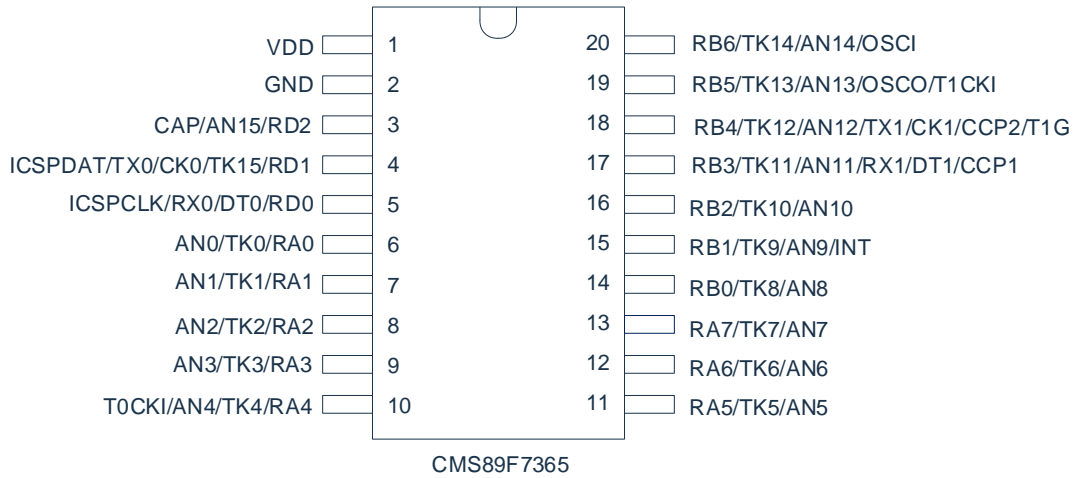 VDD 1 20 RB6/TK14/AN14/OSCI
GND 2 19 RB5/TK13/AN13/OSCO/T1CKI
CAP/AN15/RD2 3 18 RB4/TK12/AN12/TX1/CK1/CCP2/T1G
ICSPDAT/TX0/CK0/TK15/RD1 4 17 RB3/TK11/AN11/RX1/DT1/CCP1
ICSPCLK/RX0/DT0/RD0 5 16 RB2/TK10/AN10
AN0/TK0/RA0 6 15 RB1/TK9/AN9/INT
AN1/TK1/RA1 7 14 RB0/TK8/AN8
AN2/TK2/RA2 8 13 RA7/TK7/AN7
AN3/TK3/RA3 9 12 RA6/TK6/AN6
T0CKI/AN4/TK4/RA4 10 11 RA5/TK5/AN5
CMS89F7365